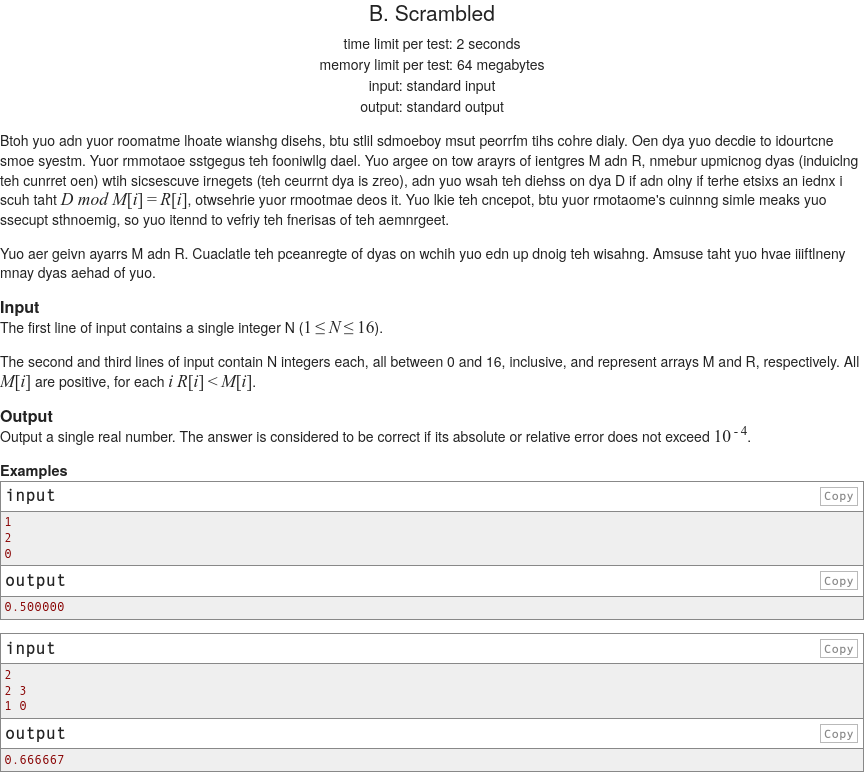 B. Scrambled
time limit per test: 2 seconds
memory limit per test: 64 megabytes
input: standard input
output: standard output
Btoh yuo adn yuor roomatme lhoate wianshg disehs, btu stlil sdmoeboy msut peorrfm tihs cohre dialy. Oen dya yuo decdie to idourtcne
smoe syestm. Yuor rmmotaoe sstgegus teh fooniwllg dael. Yuo argee on tow arayrs of ientgres M adn R, nmebur upmicnog dyas (induiclng
teh cunrret oen) wtih sicsescuve irnegets (teh ceurrnt dya is zreo), adn yuo wsah teh diehss on dya D if adn olny if terhe etsixs an iednx i
scuh taht D mod M[i] = R[i], otwsehrie yuor rmootmae deos it. Yuo lkie teh cncepot, btu yuor rmotaome's cuinnng simle meaks yuo
ssecupt sthnoemig, so yuo itennd to vefriy teh fnerisas of teh aemnrgeet.
Yuo aer geivn ayarrs M adn R. Cuaclatle teh pceanregte of dyas on wchih yuo edn up dnoig teh wisahng. Amsuse taht yuo hvae iiiftlneny
mnay dyas aehad of yuo.
Input
The first line of input contains a single integer N (1 ≤ N ≤ 16).
The second and third lines of input contain N integers each, all between 0 and 16, inclusive, and represent arrays M and R, respectively. All
M[i] are positive, for each i R[i] < M[i].
Output
Output a single real number. The answer is considered to be correct if its absolute or relative error does not exceed 10 - 4.
Examples
input Copy
1
2
0
output Copy
0.500000
input Copy
2
2 3
1 0
output Copy
0.666667